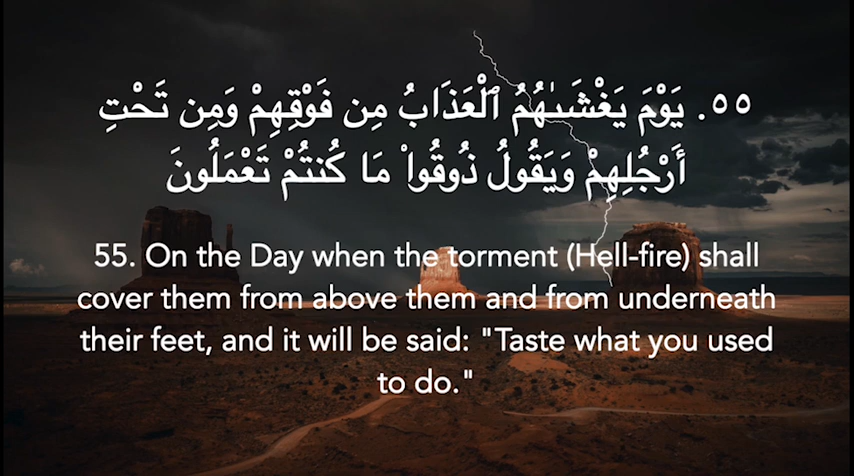 ٥٥. يَوْمَ يَغْشَىٰهُمُ ٱلْعَذَابُ مِن فَوْقِهِمْ وَمِن تَحْتِ
أَرْجُلِهِمْ وَيَقُولُ ذُوقُوا۟ مَا كُنتُمْ تَعْمَلُونَ
55. On the Day when the torment (Hell-fire) shall
cover them from above them and from underneath
their feet, and it will be said: "Taste what you used
to do."